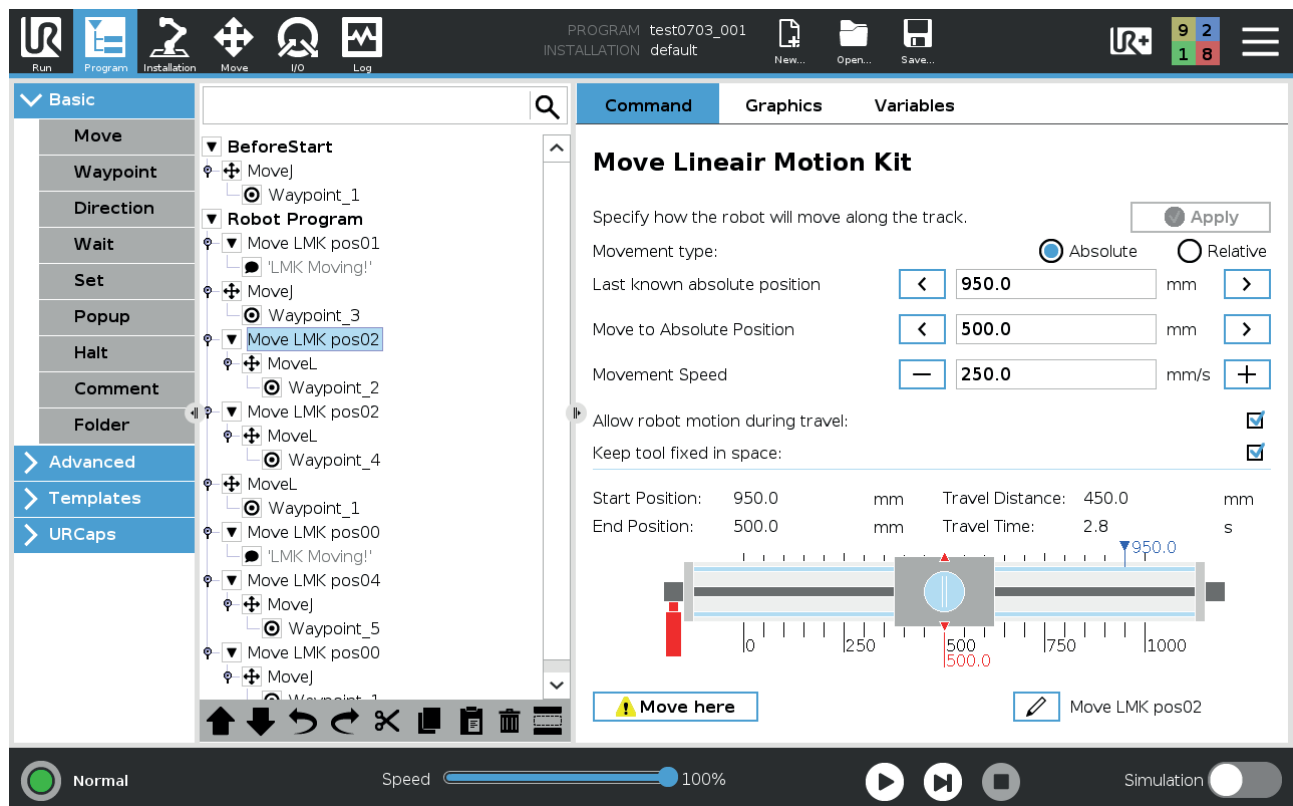 PROGRAM test0703_001
INSTALLATION default
Run Program Installation Move I/O Log New... Open... Save...
UR+
9 2
1 8
Basic
Move
Waypoint
Direction
Wait
Set
Popup
Halt
Comment
Folder
Advanced
Templates
URCaps
BeforeStart
MoveJ
Waypoint_1
Robot Program
Move LMK pos01
'LMK Moving!'
MoveJ
Waypoint_3
Move LMK pos02
MoveL
Waypoint_2
Move LMK pos02
MoveL
Waypoint_4
MoveL
Waypoint_1
Move LMK pos00
'LMK Moving!'
Move LMK pos04
MoveJ
Waypoint_5
Move LMK pos00
MoveJ
Waypoint_1
Command Graphics Variables
Move Lineair Motion Kit
Specify how the robot will move along the track. Apply
Movement type: Absolute Relative
Last known absolute position 950.0 mm
Move to Absolute Position 500.0 mm
Movement Speed 250.0 mm/s
Allow robot motion during travel:
Keep tool fixed in space:
Start Position: 950.0 mm Travel Distance: 450.0 mm
End Position: 500.0 mm Travel Time: 2.8 s
950.0
0 250 500 750 1000
500.0
Move here Move LMK pos02
Normal Speed 100% Simulation